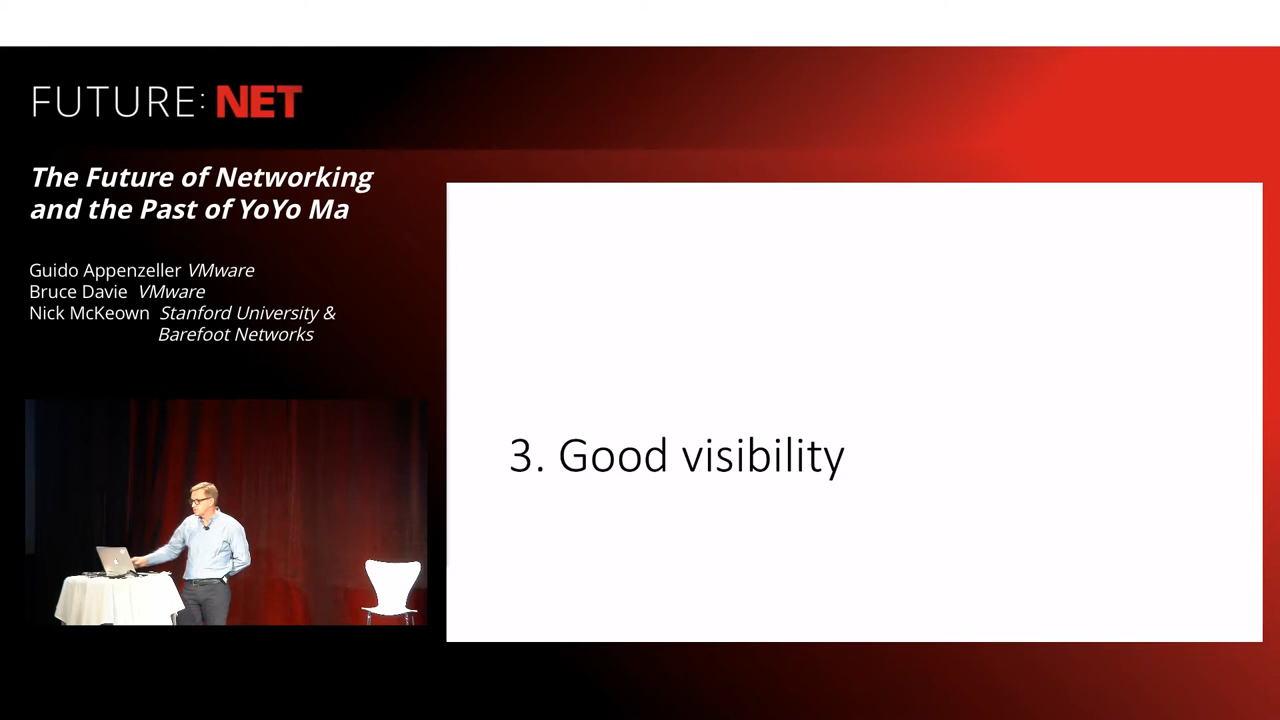 FUTURE: NET
The Future of Networking
and the Past of YoYo Ma
Guido Appenzeller VMware
Bruce Davie VMware
Nick McKeown Stanford University &
Barefoot Networks
3. Good visibility